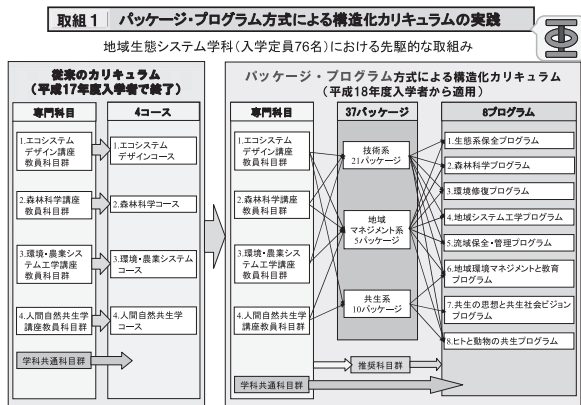 取組1
パッケージ・プログラム方式による構造化カリキュラムの実践
地域生態システム学科(入学定員76名)における先駆的な取組み
従来のカリキュラム
(平成17年度入学者で終了)
専門科目
4コース
1.エコシステム
デザイン講座
教員科目群
1.エコシステム
デザインコース
2.森林科学講座
教員科目群
2.森林科学コース
3.環境・農業シス
テム工学講座
教員科目群
3.環境・農業システム
コース
4.人間自然共生学
講座教員科目群
4.人間自然共生学
コース
学科共通科目群
パッケージ・プログラム方式による構造化カリキュラム
(平成18年度入学者から適用)
専門科目
37パッケージ
8プログラム
1.エコシステム
デザイン講座
教員科目群
2.森林科学講座
教員科目群
3.環境・農業シス
テム工学講座
教員科目群
4.人間自然共生学
講座教員科目群
技術系
21パッケージ
地域
マネジメント系
5パッケージ
共生系
10パッケージ
1.生態系保全プログラム
2.森林科学プログラム
3.環境修復プログラム
4.地域システム工学プログラム
5.流域保全・管理プログラム
6.地域環境マネジメントと教育
プログラム
7.共生の思想と共生社会ビジョン
プログラム
8.ヒトと動物の共生プログラム
推奨科目群
学科共通科目群